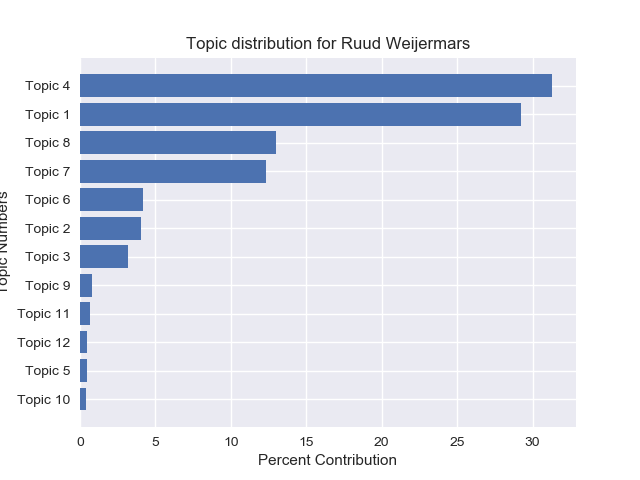 Topic distribution for Ruud Weijermars
Topic 4
Topic 1
Topic 8
Topic 7
Topic 6
Topic 2
Topic 3
Topic 9
Topic 11
Topic 12
Topic 5
Topic 10
Topic Numbers
0 5 10 15 20 25 30
Percent Contribution